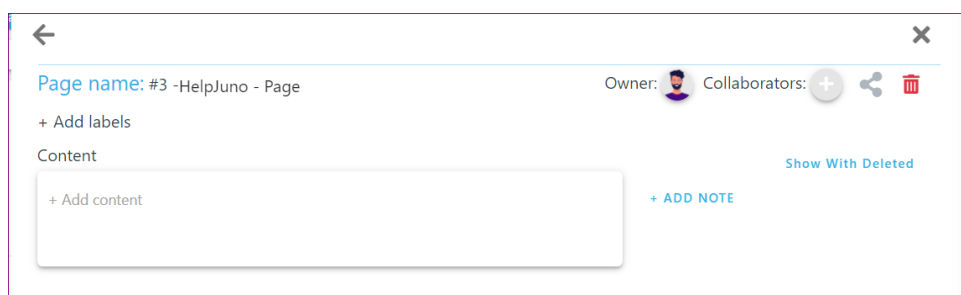 Page name: #3 -HelpJuno - Page
Owner: Collaborators:
+ Add labels
Content
Show With Deleted
+ Add content
+ ADD NOTE